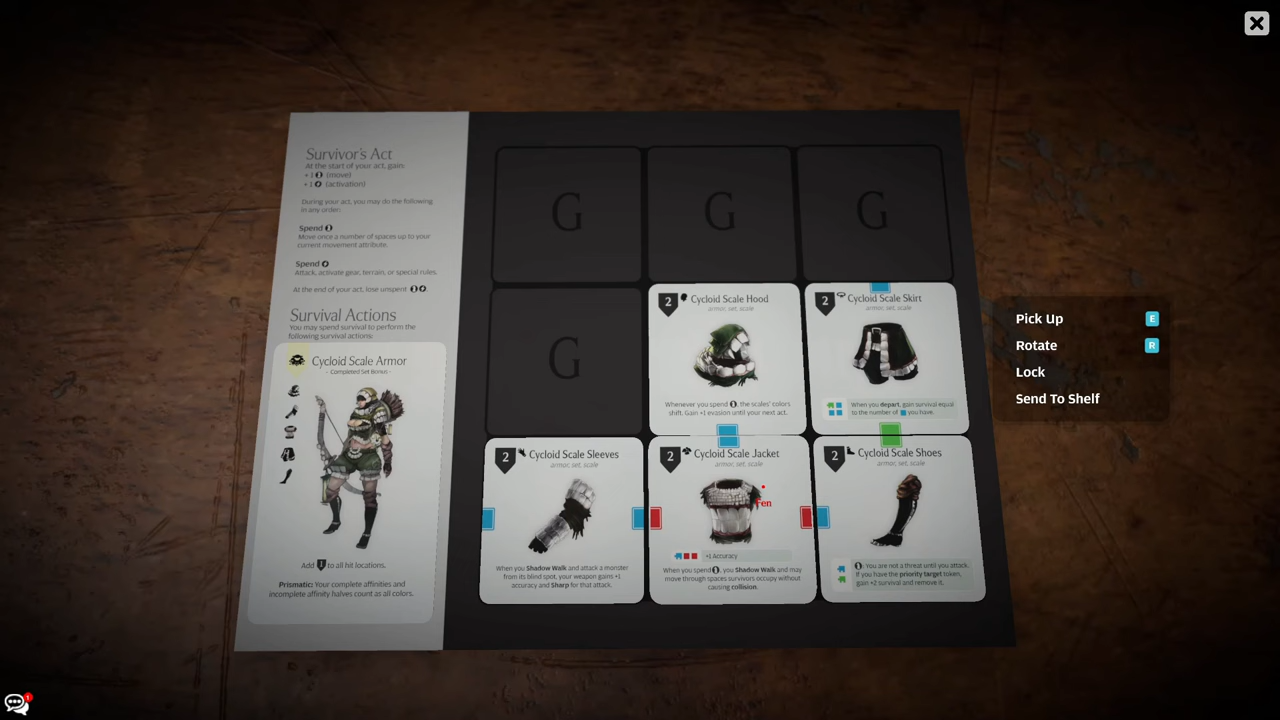 Survivor's Act
At the start of your act, gain:
+1 (move)
+1 (activation)
During your act, you may do the following
in any order:
Spend
Move once a number of spaces up to your
current movement attribute.
Spend
Attack, activate gear, terrain, or special rules.
At the end of your act, lose unspent
Survival Actions
You may spend survival to perform the
following survival actions:
Cycloid Scale Armor
- Completed Set Bonus -
Add 1 to all hit locations.
Prismatic: Your complete affinities and
incomplete affinity halves count as all colors.
G
G
G
G
2
Cycloid Scale Hood
armor, set, scale
Whenever you spend , the scales' colors
shift. Gain +1 evasion until your next act.
2
Cycloid Scale Skirt
armor, set, scale
When you depart, gain survival equal
to the number of you have.
2
Cycloid Scale Sleeves
armor, set, scale
When you Shadow Walk and attack a monster
from its blind spot, your weapon gains +1
accuracy and Sharp for that attack.
2
Cycloid Scale Jacket
armor, set, scale
Fen
+1 Accuracy
When you spend , you Shadow Walk and may
move through spaces survivors occupy without
causing collision.
2
Cycloid Scale Shoes
armor, set, scale
: You are not a threat until you attack.
If you have the priority target token,
gain +2 survival and remove it.
Pick Up E
Rotate R
Lock
Send To Shelf
1